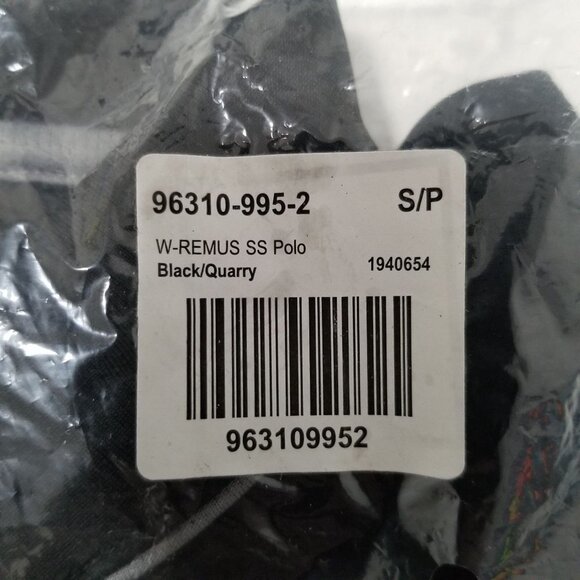 96310-995-2 S/P
W-REMUS SS Polo
Black/Quarry 1940654
963109952